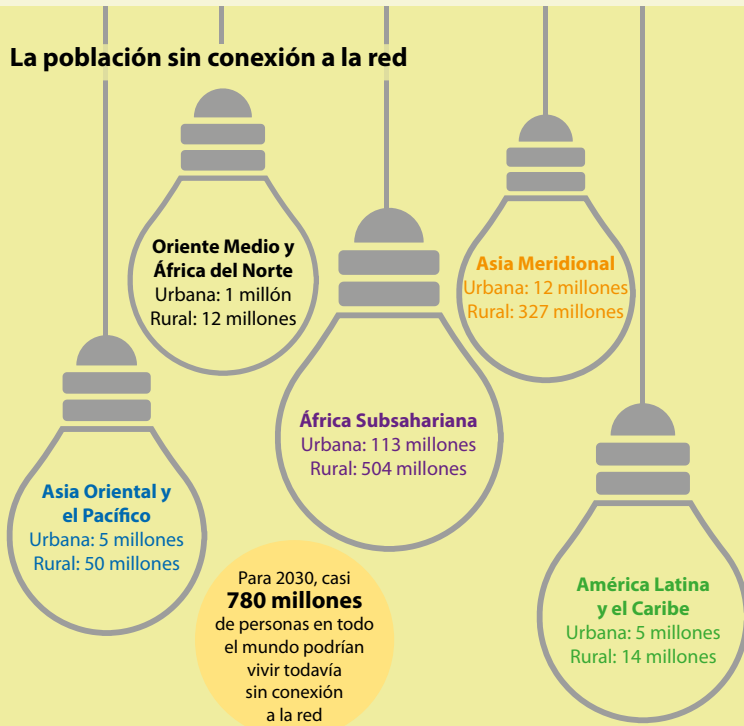 La población sin conexión a la red
Oriente Medio y
África del Norte
Urbana: 1 millón
Rural: 12 millones
Asia Meridional
Urbana: 12 millones
Rural: 327 millones
África Subsahariana
Urbana: 113 millones
Rural: 504 millones
Asia Oriental y
el Pacífico
Urbana: 5 millones
Rural: 50 millones
Para 2030, casi
780 millones
de personas en todo
el mundo podrían
vivir todavía
sin conexión
a la red
América Latina
y el Caribe
Urbana: 5 millones
Rural: 14 millones